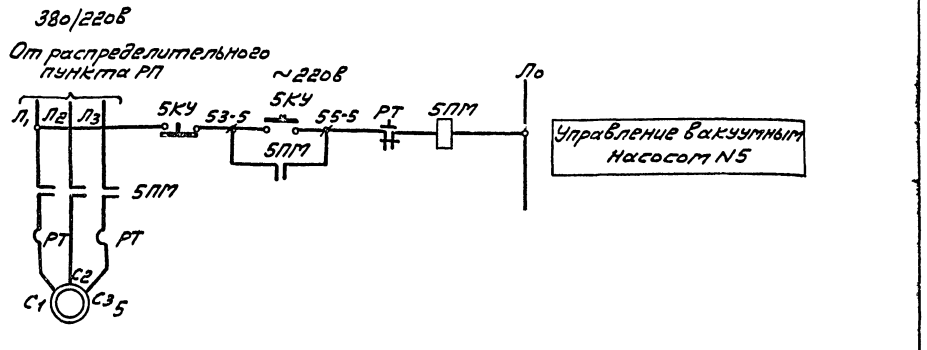 380/220В
От распределительного
пункта РП
~220В
Л₁ Л2 Л3
5КУ
53-5
5КУ
55-5
РТ
5ПМ
Ло
5ПМ
Управление вакуумным
насосом N5
5ПМ
РТ РТ
С1 С2 С3 5